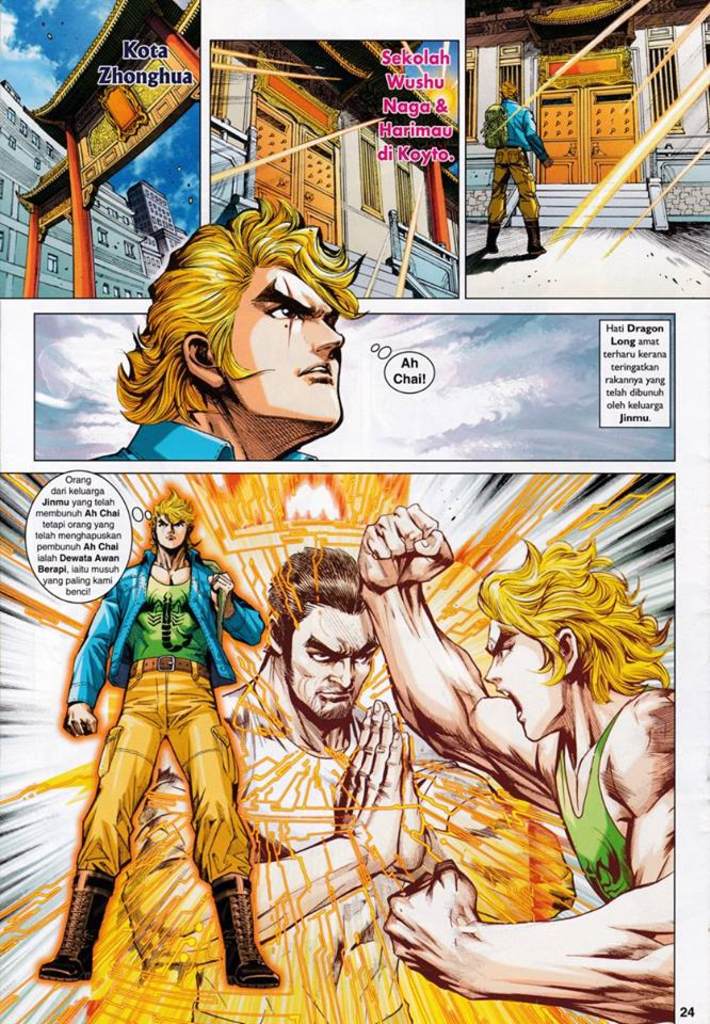 Kota
Zhonghua
Sekolah
Wushu
Naga &
Harimau
di Koyto.
Ah
Chai!
Hati Dragon
Long amat
terharu kerana
teringatkan
rakannya yang
telah dibunuh
oleh keluarga
Jinmu.
Orang
dari keluarga
Jinmu yang telah
membunuh Ah Chai
tetapi orang yang
telah menghapuskan
pembunuh Ah Chai
ialah Dewata Awan
Berapi, iaitu musuh
yang paling kami
benci!
24